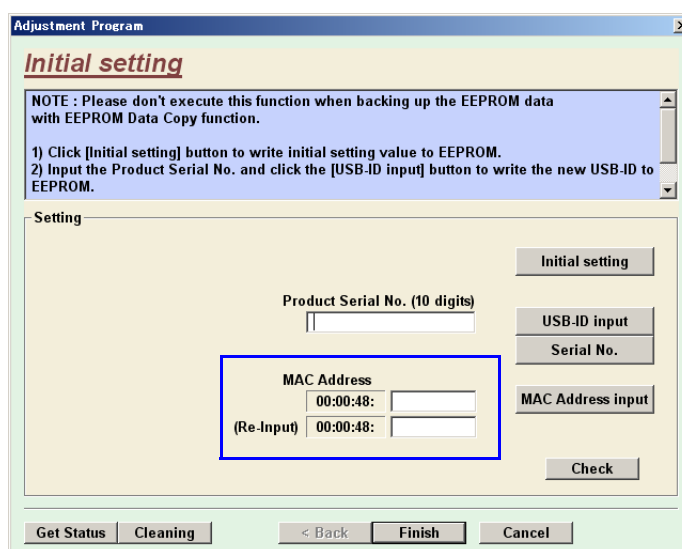 Adjustment Program
Initial setting
NOTE : Please don't execute this function when backing up the EEPROM data
with EEPROM Data Copy function.
1) Click [Initial setting] button to write initial setting value to EEPROM.
2) Input the Product Serial No. and click the [USB-ID input] button to write the new USB-ID to
EEPROM.
Setting
Initial setting
Product Serial No. (10 digits)
USB-ID input
Serial No.
MAC Address
00:00:48:
MAC Address input
(Re-Input) 00:00:48:
Check
Get Status Cleaning < Back Finish Cancel